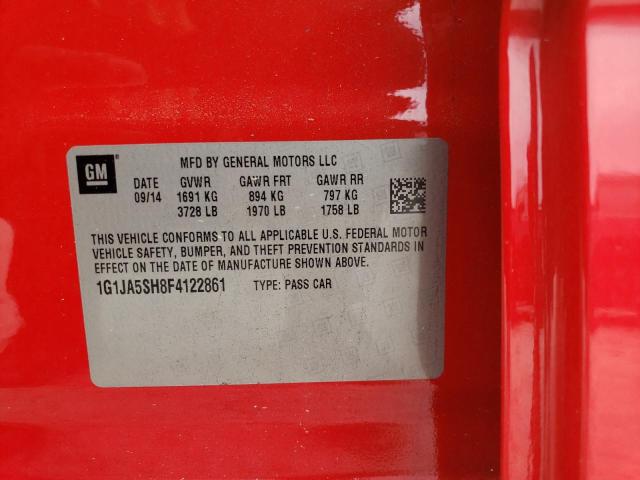 GM
MFD BY GENERAL MOTORS LLC
DATE GVWR GAWR FRT GAWR RR
09/14 1691 KG 894 KG 797 KG
3728 LB 1970 LB 1758 LB
THIS VEHICLE CONFORMS TO ALL APPLICABLE U.S. FEDERAL MOTOR
VEHICLE SAFETY, BUMPER, AND THEFT PREVENTION STANDARDS IN
EFFECT ON THE DATE OF MANUFACTURE SHOWN ABOVE.
1G1JA5SH8F4122861 TYPE: PASS CAR